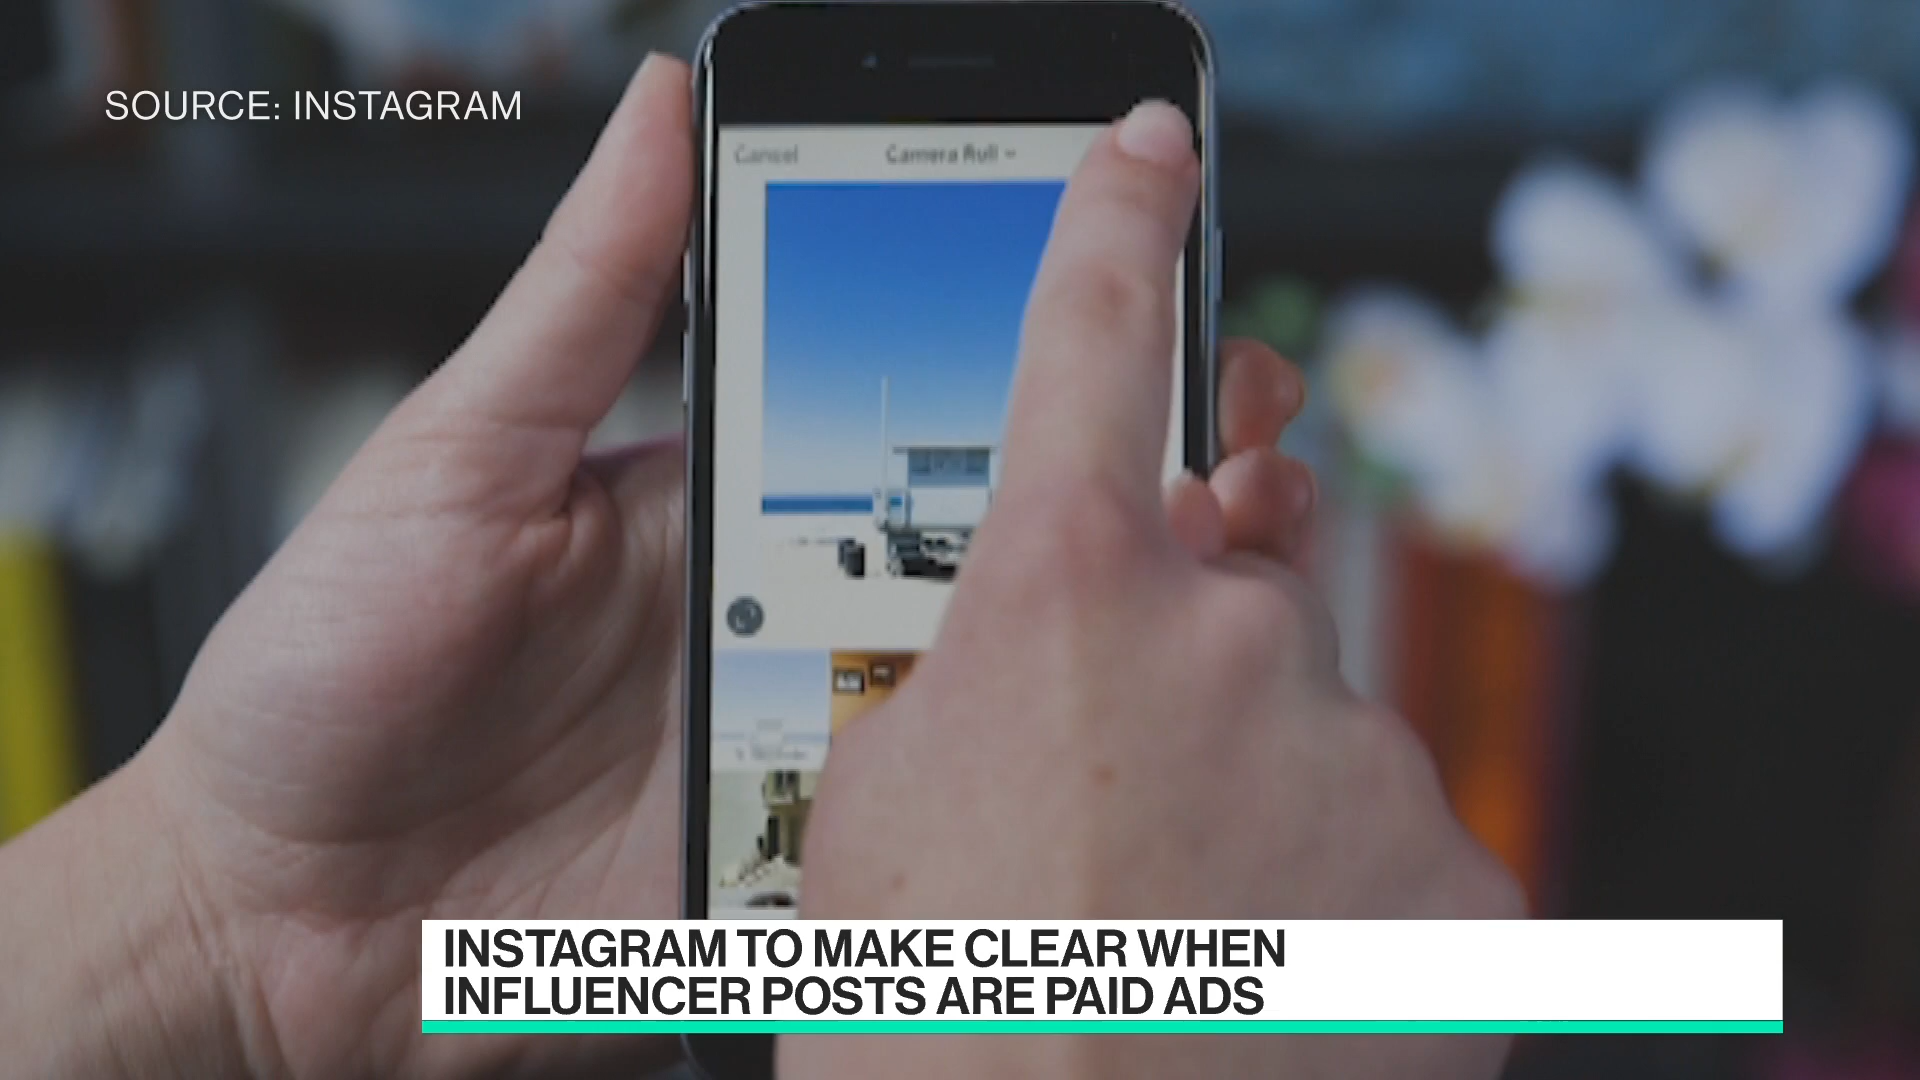 SOURCE: INSTAGRAM
Cancel
Camera Roll
INSTAGRAM TO MAKE CLEAR WHEN
INFLUENCER POSTS ARE PAID ADS